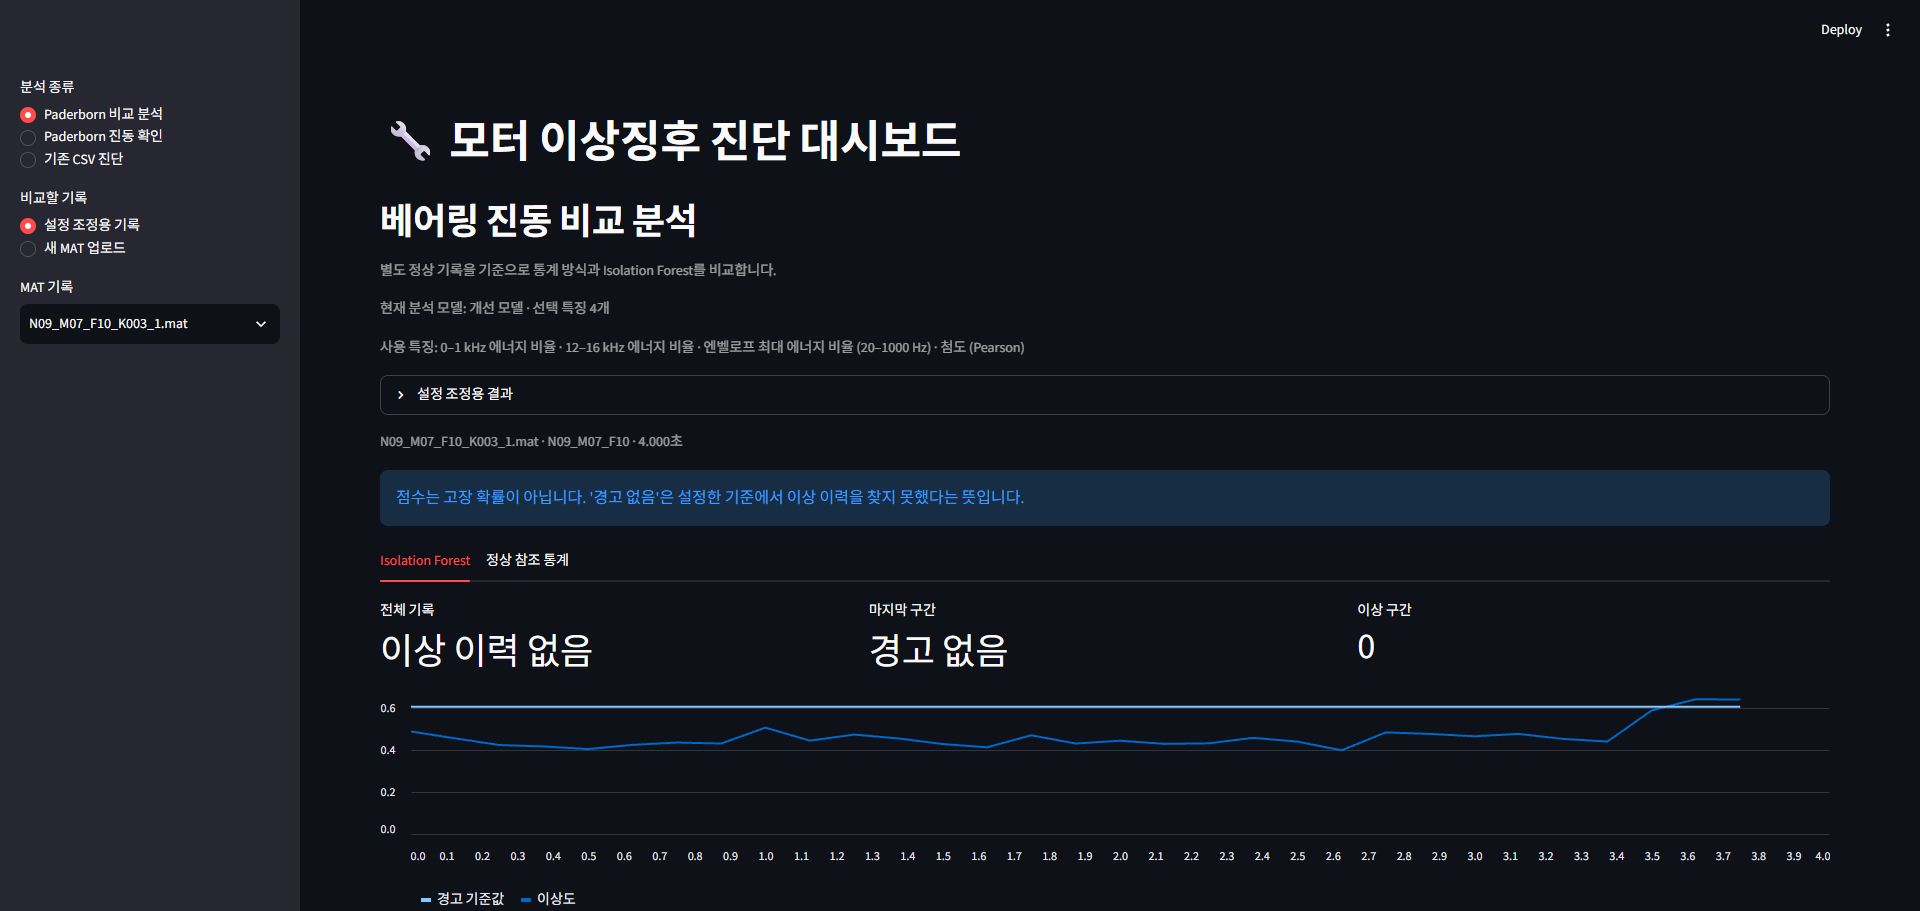 Deploy
분석 종류
Paderborn 비교 분석
Paderborn 진동 확인
기존 CSV 진단
비교할 기록
설정 조정용 기록
새 MAT 업로드
MAT 기록
N09_M07_F10_K003_1.mat
모터 이상징후 진단 대시보드
베어링 진동 비교 분석
별도 정상 기록을 기준으로 통계 방식과 Isolation Forest를 비교합니다.
현재 분석 모델: 개선 모델 · 선택 특징 4개
사용 특징: 0–1 kHz 에너지 비율 · 12–16 kHz 에너지 비율 · 엔벨로프 최대 에너지 비율 (20–1000 Hz) · 첨도 (Pearson)
설정 조정용 결과
N09_M07_F10_K003_1.mat · N09_M07_F10 · 4.000초
점수는 고장 확률이 아닙니다. '경고 없음'은 설정한 기준에서 이상 이력을 찾지 못했다는 뜻입니다.
Isolation Forest 정상 참조 통계
전체 기록 마지막 구간 이상 구간
이상 이력 없음 경고 없음 0
0.6
0.4
0.2
0.0
0.0 0.1 0.2 0.3 0.4 0.5 0.6 0.7 0.8 0.9 1.0 1.1 1.2 1.3 1.4 1.5 1.6 1.7 1.8 1.9 2.0 2.1 2.2 2.3 2.4 2.5 2.6 2.7 2.8 2.9 3.0 3.1 3.2 3.3 3.4 3.5 3.6 3.7 3.8 3.9 4.0
경고 기준값 이상도